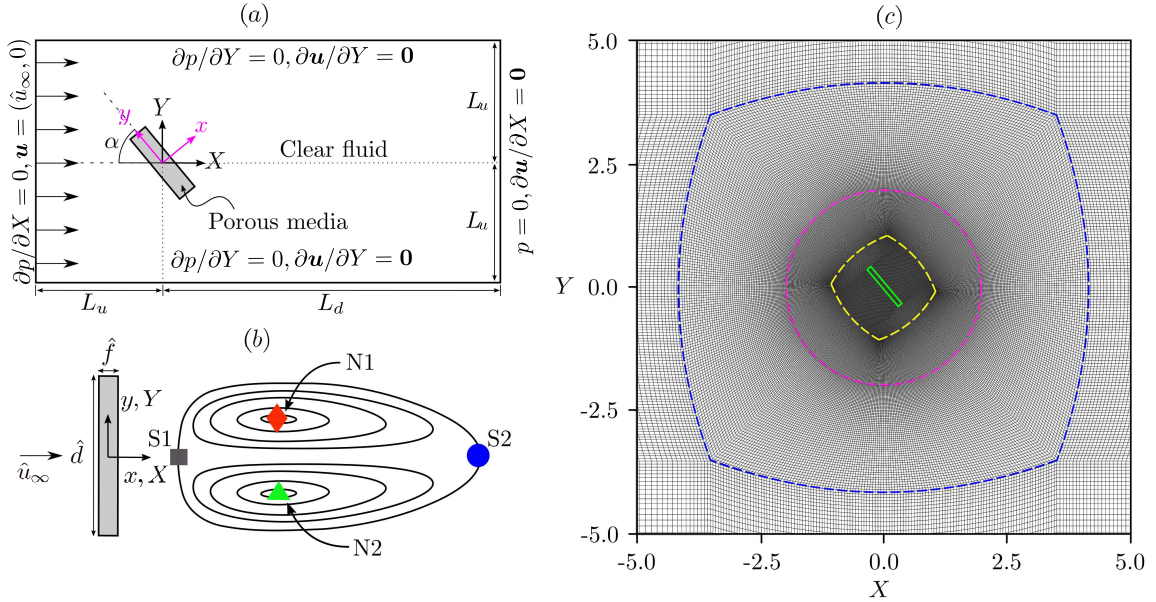 (a)
∂p/∂X = 0, u = (û∞, 0)
∂p/∂Y = 0, ∂u/∂Y = 0
y
Y
x
α
X
Clear fluid
Porous media
∂p/∂Y = 0, ∂u/∂Y = 0
L_u
L_u
p = 0, ∂u/∂X = 0
L_u
L_d
(b)
f̂
N1
y, Y
S1
S2
d̂
û∞
x, X
N2
(c)
5.0
2.5
Y
0.0
-2.5
-5.0
-5.0
-2.5
0.0
2.5
5.0
X